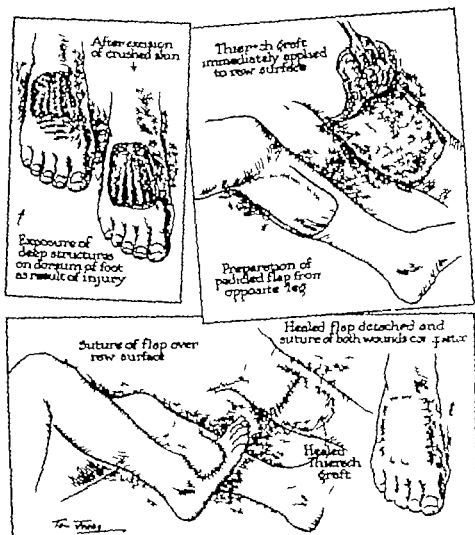 After excision
of crushed skin
Exposure of
deep structures
on dorsum of foot
as result of injury
Thiersch graft
immediately applied
to raw surface
Preparation of
pedicled flap from
opposite leg
Suture of flap over
raw surface
Healed flap detached and
suture of both wounds
Healed
Thiersch
graft